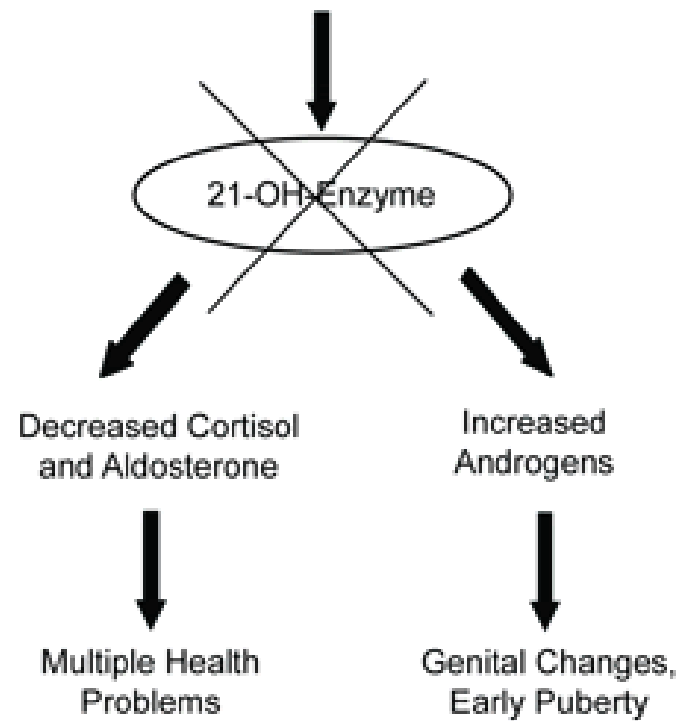 21-OH-Enzyme
Decreased Cortisol
and Aldosterone
Increased
Androgens
Multiple Health
Problems
Genital Changes,
Early Puberty